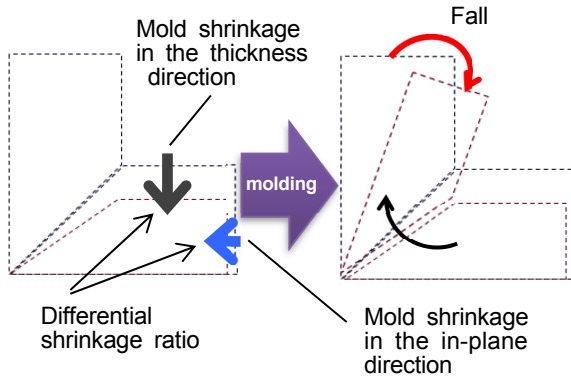 Mold shrinkage
in the thickness
direction
Fall
molding
Differential
shrinkage ratio
Mold shrinkage
in the in-plane
direction